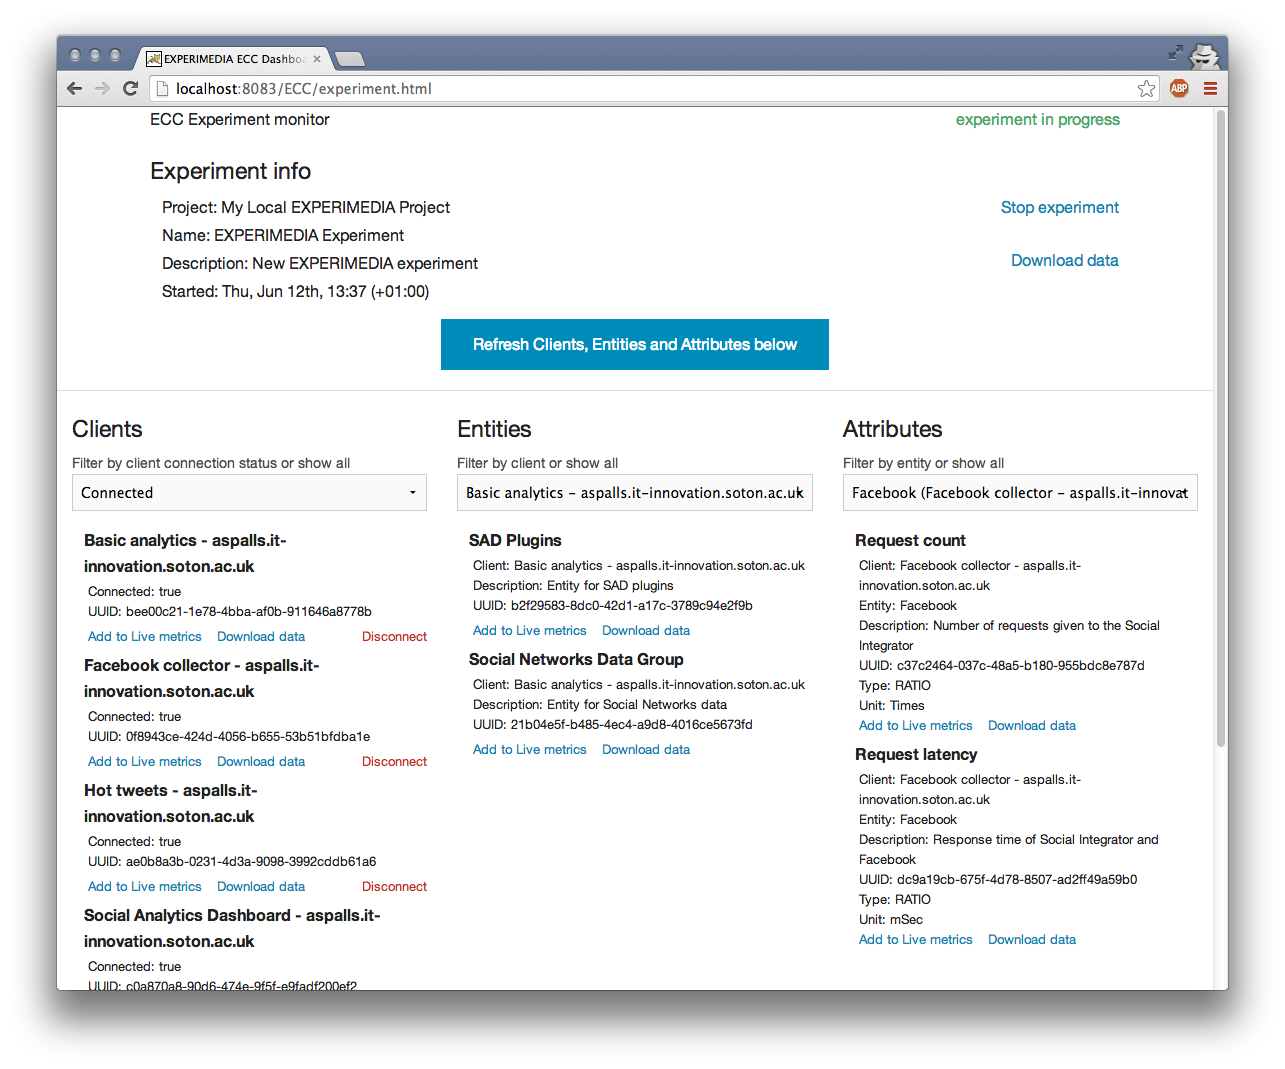 EXPERIMEDIA ECC Dashbo
localhost:8083/ECC/experiment.html
ABP
ECC Experiment monitor
experiment in progress
Experiment info
Project: My Local EXPERIMEDIA Project
Stop experiment
Name: EXPERIMEDIA Experiment
Description: New EXPERIMEDIA experiment
Download data
Started: Thu, Jun 12th, 13:37 (+01:00)
Refresh Clients, Entities and Attributes below
Clients
Filter by client connection status or show all
Connected
Basic analytics - aspalls.it-
innovation.soton.ac.uk
Connected: true
UUID: bee00c21-1e78-4bba-af0b-911646a8778b
Add to Live metrics Download data Disconnect
Facebook collector - aspalls.it-
innovation.soton.ac.uk
Connected: true
UUID: 0f8943ce-424d-4056-b655-53b51bfdba1e
Add to Live metrics Download data Disconnect
Hot tweets - aspalls.it-
innovation.soton.ac.uk
Connected: true
UUID: ae0b8a3b-0231-4d3a-9098-3992cddb61a6
Add to Live metrics Download data Disconnect
Social Analytics Dashboard - aspalls.it-
innovation.soton.ac.uk
Connected: true
UUID: c0a870a8-90d6-474e-9f5f-e9fadf200ef2
Entities
Filter by client or show all
Basic analytics - aspalls.it-innovation.soton.ac.uk
SAD Plugins
Client: Basic analytics - aspalls.it-innovation.soton.ac.uk
Description: Entity for SAD plugins
UUID: b2f29583-8dc0-42d1-a17c-3789c94e2f9b
Add to Live metrics Download data
Social Networks Data Group
Client: Basic analytics - aspalls.it-innovation.soton.ac.uk
Description: Entity for Social Networks data
UUID: 21b04e5f-b485-4ec4-a9d8-4016ce5673fd
Add to Live metrics Download data
Attributes
Filter by entity or show all
Facebook (Facebook collector - aspalls.it-innovat
Request count
Client: Facebook collector - aspalls.it-
innovation.soton.ac.uk
Entity: Facebook
Description: Number of requests given to the Social
Integrator
UUID: c37c2464-037c-48a5-b180-955bdc8e787d
Type: RATIO
Unit: Times
Add to Live metrics Download data
Request latency
Client: Facebook collector - aspalls.it-
innovation.soton.ac.uk
Entity: Facebook
Description: Response time of Social Integrator and
Facebook
UUID: dc9a19cb-675f-4d78-8507-ad2ff49a59b0
Type: RATIO
Unit: mSec
Add to Live metrics Download data